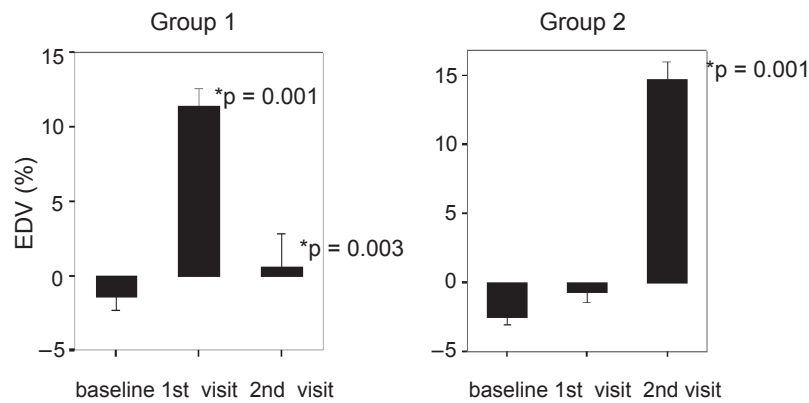 Group 1
15
10
5
0
–5
EDV (%)
*p = 0.001
*p = 0.003
baseline 1st visit 2nd visit
Group 2
15
10
5
0
–5
*p = 0.001
baseline 1st visit 2nd visit